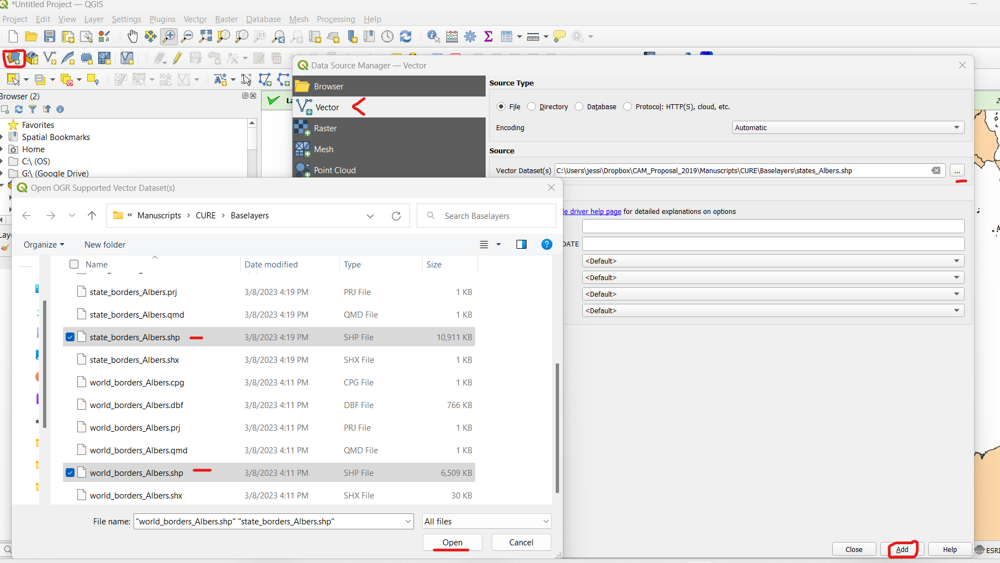 *Untitled Project — QGIS
Project Edit View Layer Settings Plugins Vector Raster Database Mesh Processing Help
Data Source Manager — Vector
Browser
Vector
Raster
Mesh
Point Cloud
Source Type
File Directory Database Protocol: HTTP(S), cloud, etc.
Encoding Automatic
Source
Vector Dataset(s) C:\Users\jessi\Dropbox\CAM_Proposal_2019\Manuscripts\CURE\Baselayers\states_Albers.shp ...
driver help page for detailed explanations on options
DATE
<Default>
<Default>
<Default>
<Default>
Close Add Help
Browser (2)
Favorites
Spatial Bookmarks
Home
C:\ (OS)
G:\ (Google Drive)
Open OGR Supported Vector Dataset(s)
« Manuscripts › CURE › Baselayers
Search Baselayers
Organize New folder
Name Date modified Type Size
state_borders_Albers.prj 3/8/2023 4:19 PM PRJ File 1 KB
state_borders_Albers.qmd 3/8/2023 4:19 PM QMD File 1 KB
state_borders_Albers.shp 3/8/2023 4:19 PM SHP File 10,911 KB
state_borders_Albers.shx 3/8/2023 4:19 PM SHX File 1 KB
world_borders_Albers.cpg 3/8/2023 4:11 PM CPG File 1 KB
world_borders_Albers.dbf 3/8/2023 4:11 PM DBF File 766 KB
world_borders_Albers.prj 3/8/2023 4:11 PM PRJ File 1 KB
world_borders_Albers.qmd 3/8/2023 4:11 PM QMD File 1 KB
world_borders_Albers.shp 3/8/2023 4:11 PM SHP File 6,509 KB
world_borders_Albers.shx 3/8/2023 4:11 PM SHX File 30 KB
File name: "world_borders_Albers.shp" "state_borders_Albers.shp" All files
Open Cancel
ESRI